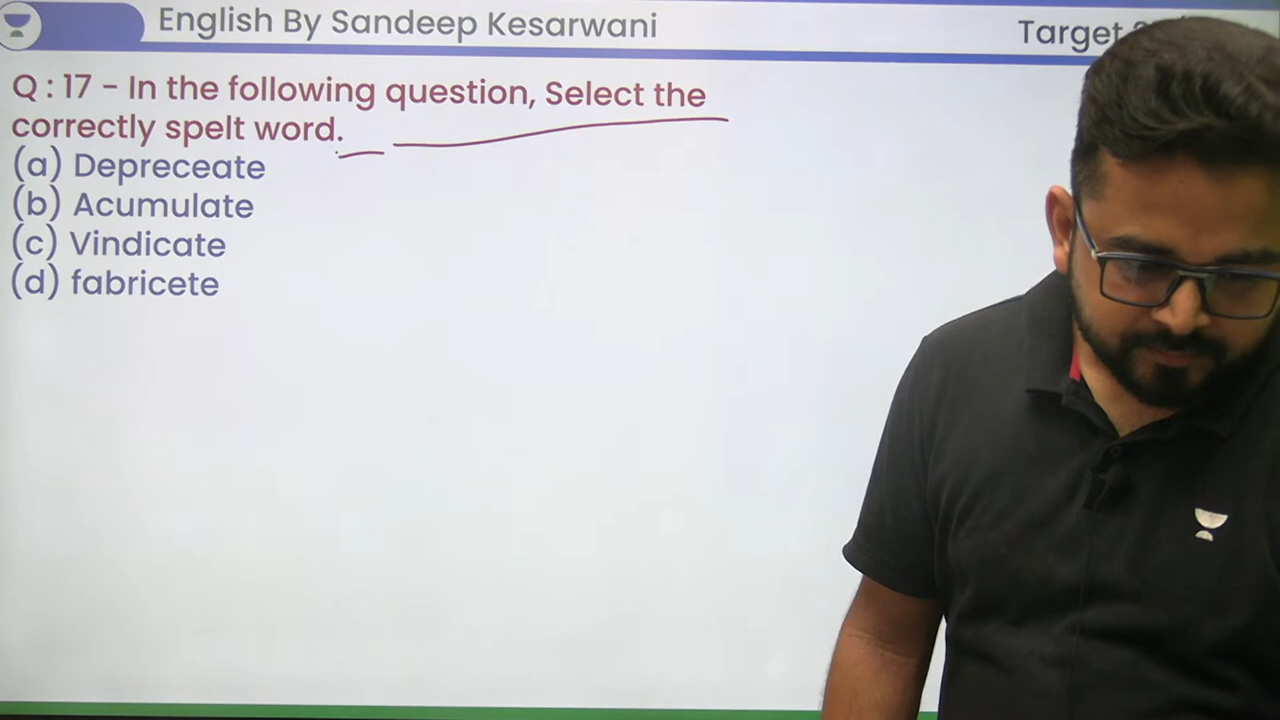 English By Sandeep Kesarwani
Target
Q : 17 - In the following question, Select the
correctly spelt word.
(a) Depreceate
(b) Acumulate
(c) Vindicate
(d) fabricete